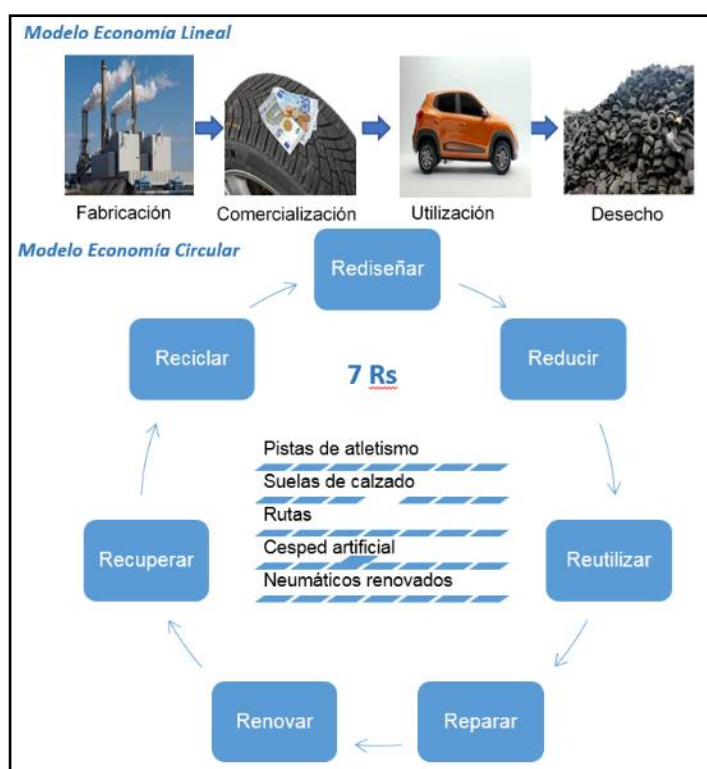 Modelo Economía Lineal
Fabricación
Comercialización
Utilización
Desecho
Modelo Economía Circular
Rediseñar
Reciclar
Reducir
7 Rs
Pistas de atletismo
Suelas de calzado
Rutas
Cesped artificial
Neumáticos renovados
Recuperar
Reutilizar
Renovar
Reparar